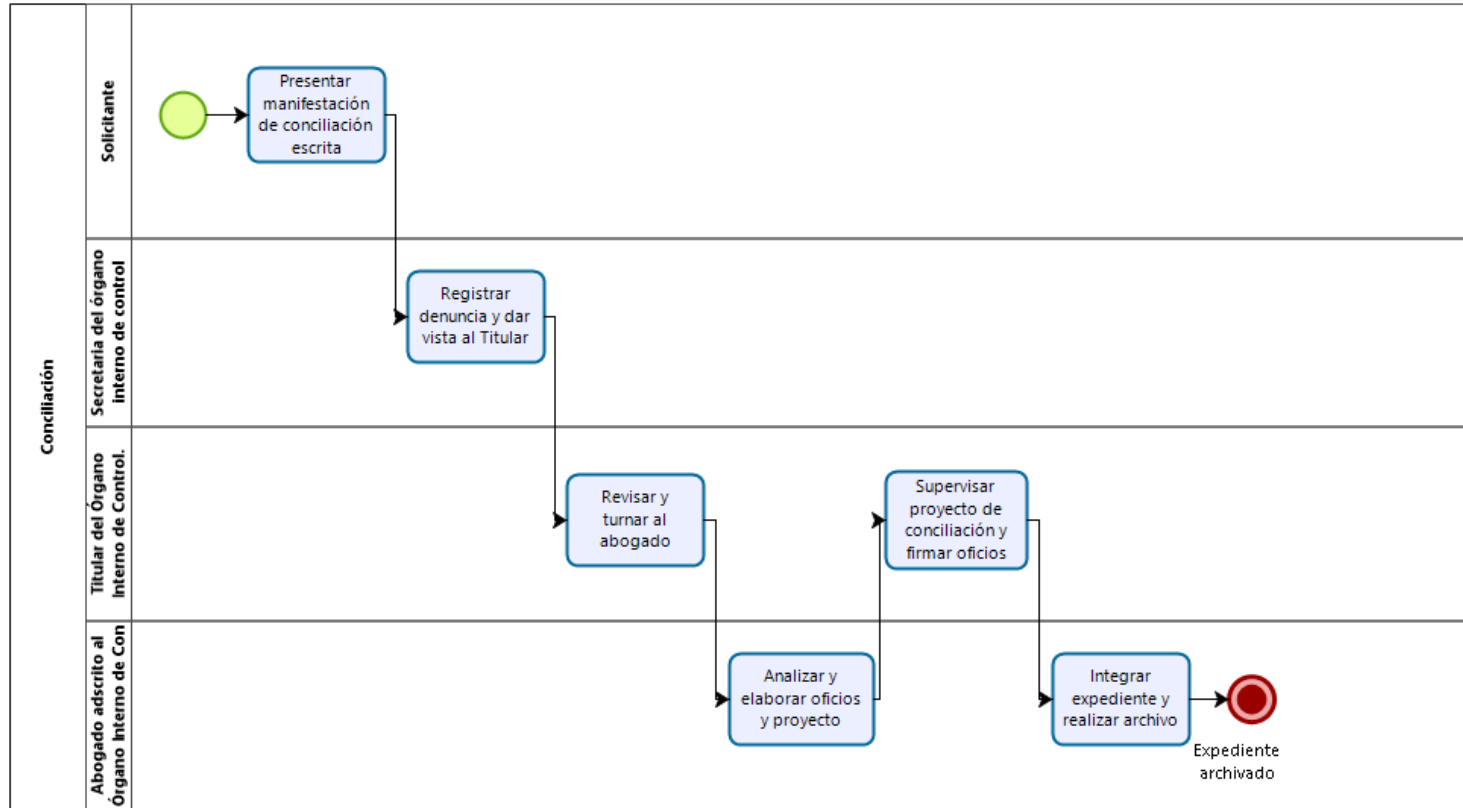 Conciliación
Solicitante
Presentar
manifestación
de conciliación
escrita
Secretaria del órgano
interno de control
Registrar
denuncia y dar
vista al Titular
Titular del Órgano
Interno de Control.
Revisar y
turnar al
abogado
Supervisar
proyecto de
conciliación y
firmar oficios
Abogado adscrito al
Órgano Interno de Con
Analizar y
elaborar oficios
y proyecto
Integrar
expediente y
realizar archivo
Expediente
archivado